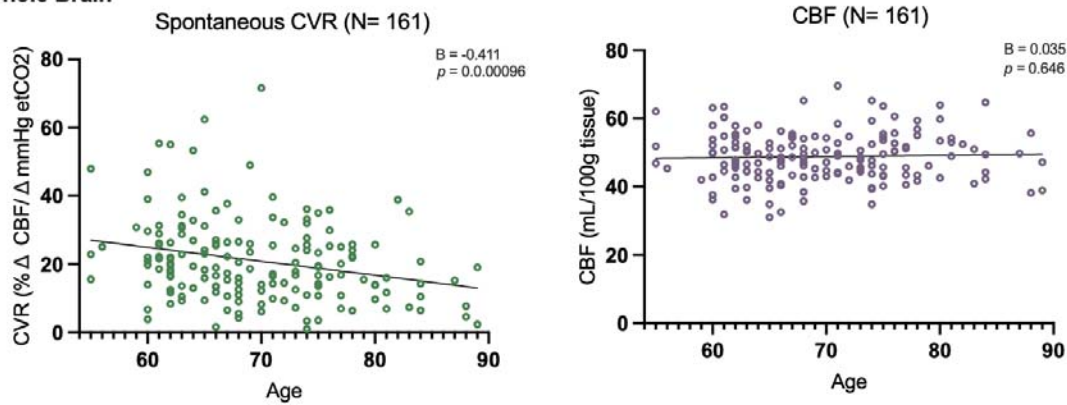 Spontaneous CVR (N= 161)
B = -0.411
p = 0.0.00096
CVR (% Δ CBF/ Δ mmHg etCO2)
80
60
40
20
0
60
70
80
90
Age
CBF (N= 161)
B = 0.035
p = 0.646
CBF (mL/100g tissue)
80
60
40
20
0
60
70
80
90
Age